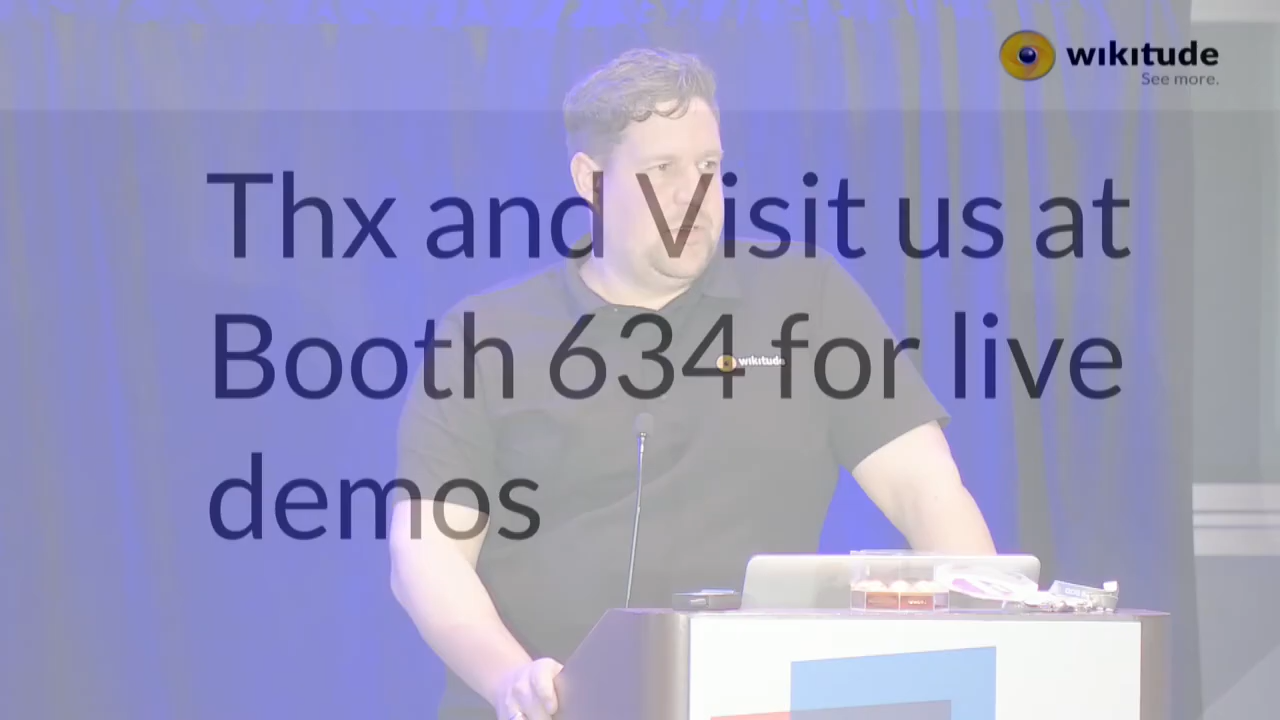 wikitude
See more.
Thx and Visit us at
Booth 634 for live
demos
wikitude